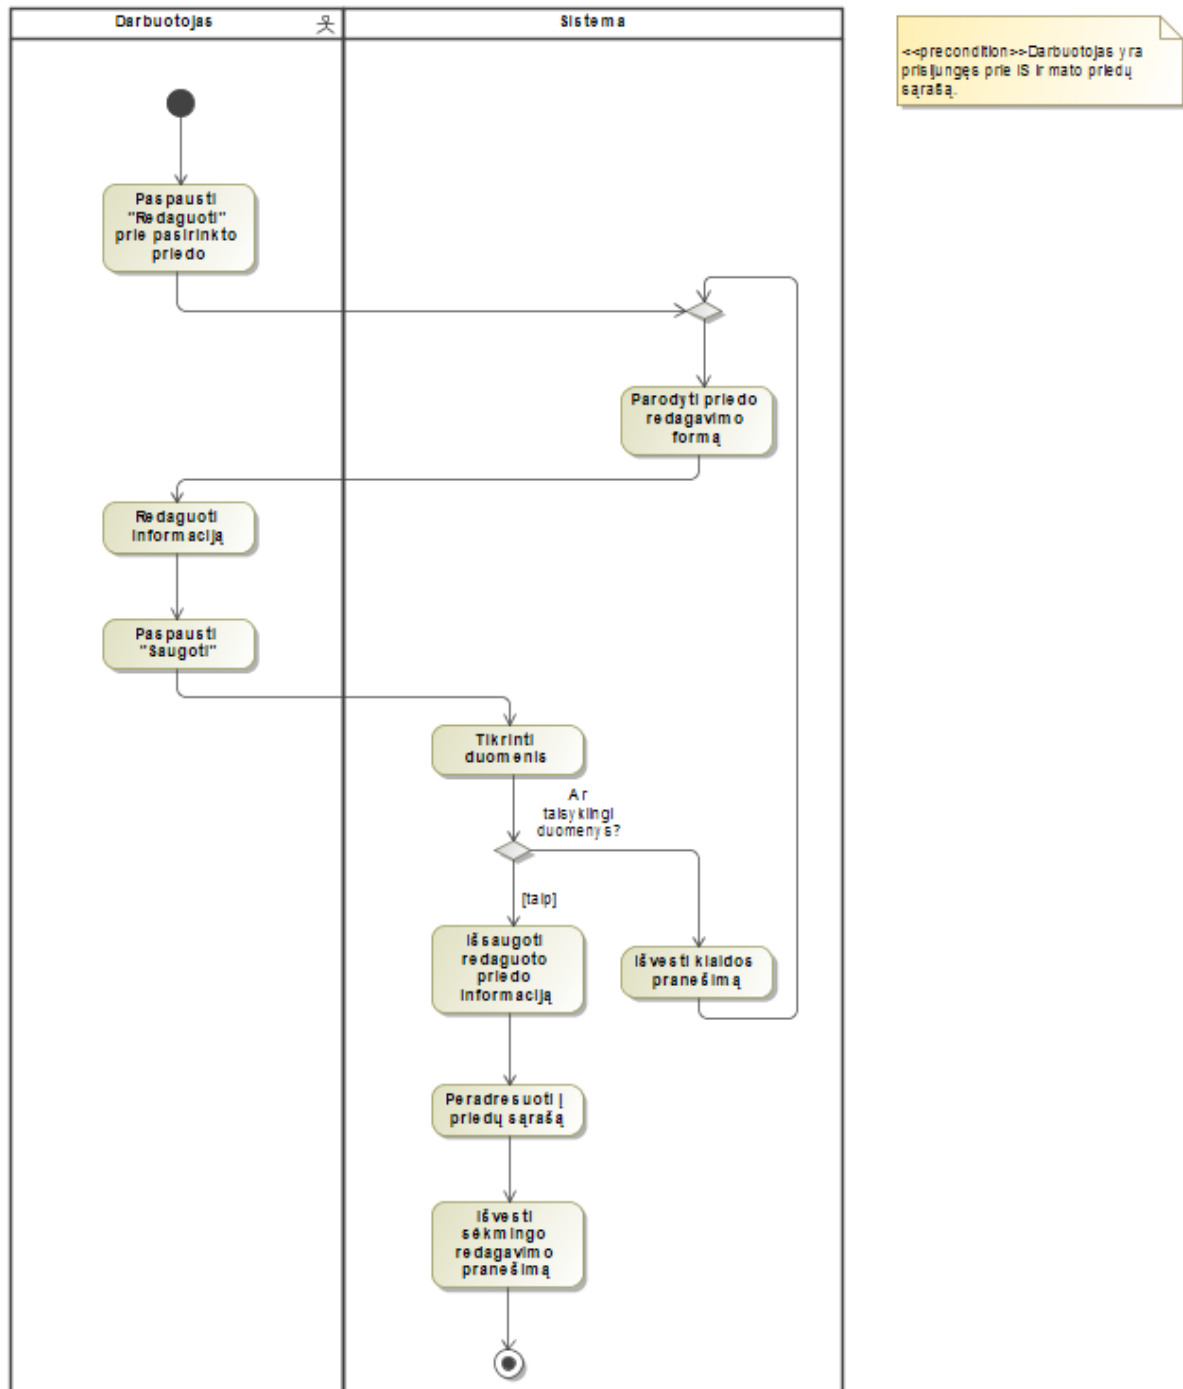 Darbuotojas
Sistema
<<precondition>>Darbuotojas yra
prisijungęs prie IS ir mato priedų
sąrašą.
Paspausti
"Redaguoti"
prie pasirinkto
priedo
Parodyti priedo
redagavimo
formą
Redaguoti
informaciją
Paspausti
"Saugoti"
Tikrinti
duomenis
Ar
taisyklingi
duomenys?
[taip]
Išsaugoti
redaguoto
priedo
informaciją
Išvesti klaidos
pranešimą
Peradresuoti į
priedų sąrašą
Išvesti
sėkmingo
redagavimo
pranešimą